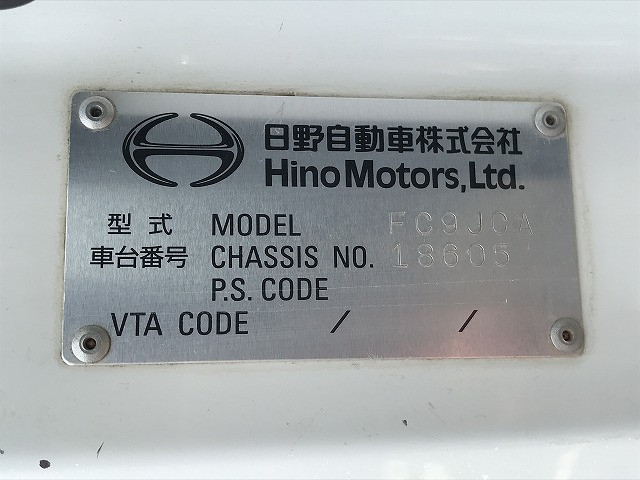 日野自動車株式会社
Hino Motors, Ltd.
型式 MODEL FC9JCA
車台番号 CHASSIS NO. 18605
P.S. CODE
VTA CODE / /